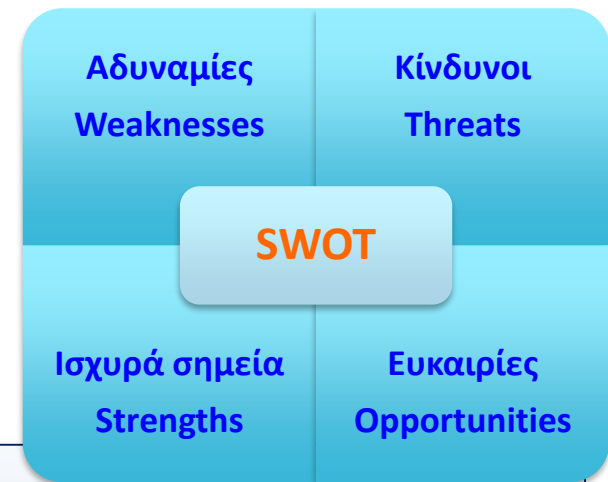 Αδυναμίες
Weaknesses
Κίνδυνοι
Threats
SWOT
Ισχυρά σημεία
Strengths
Ευκαιρίες
Opportunities